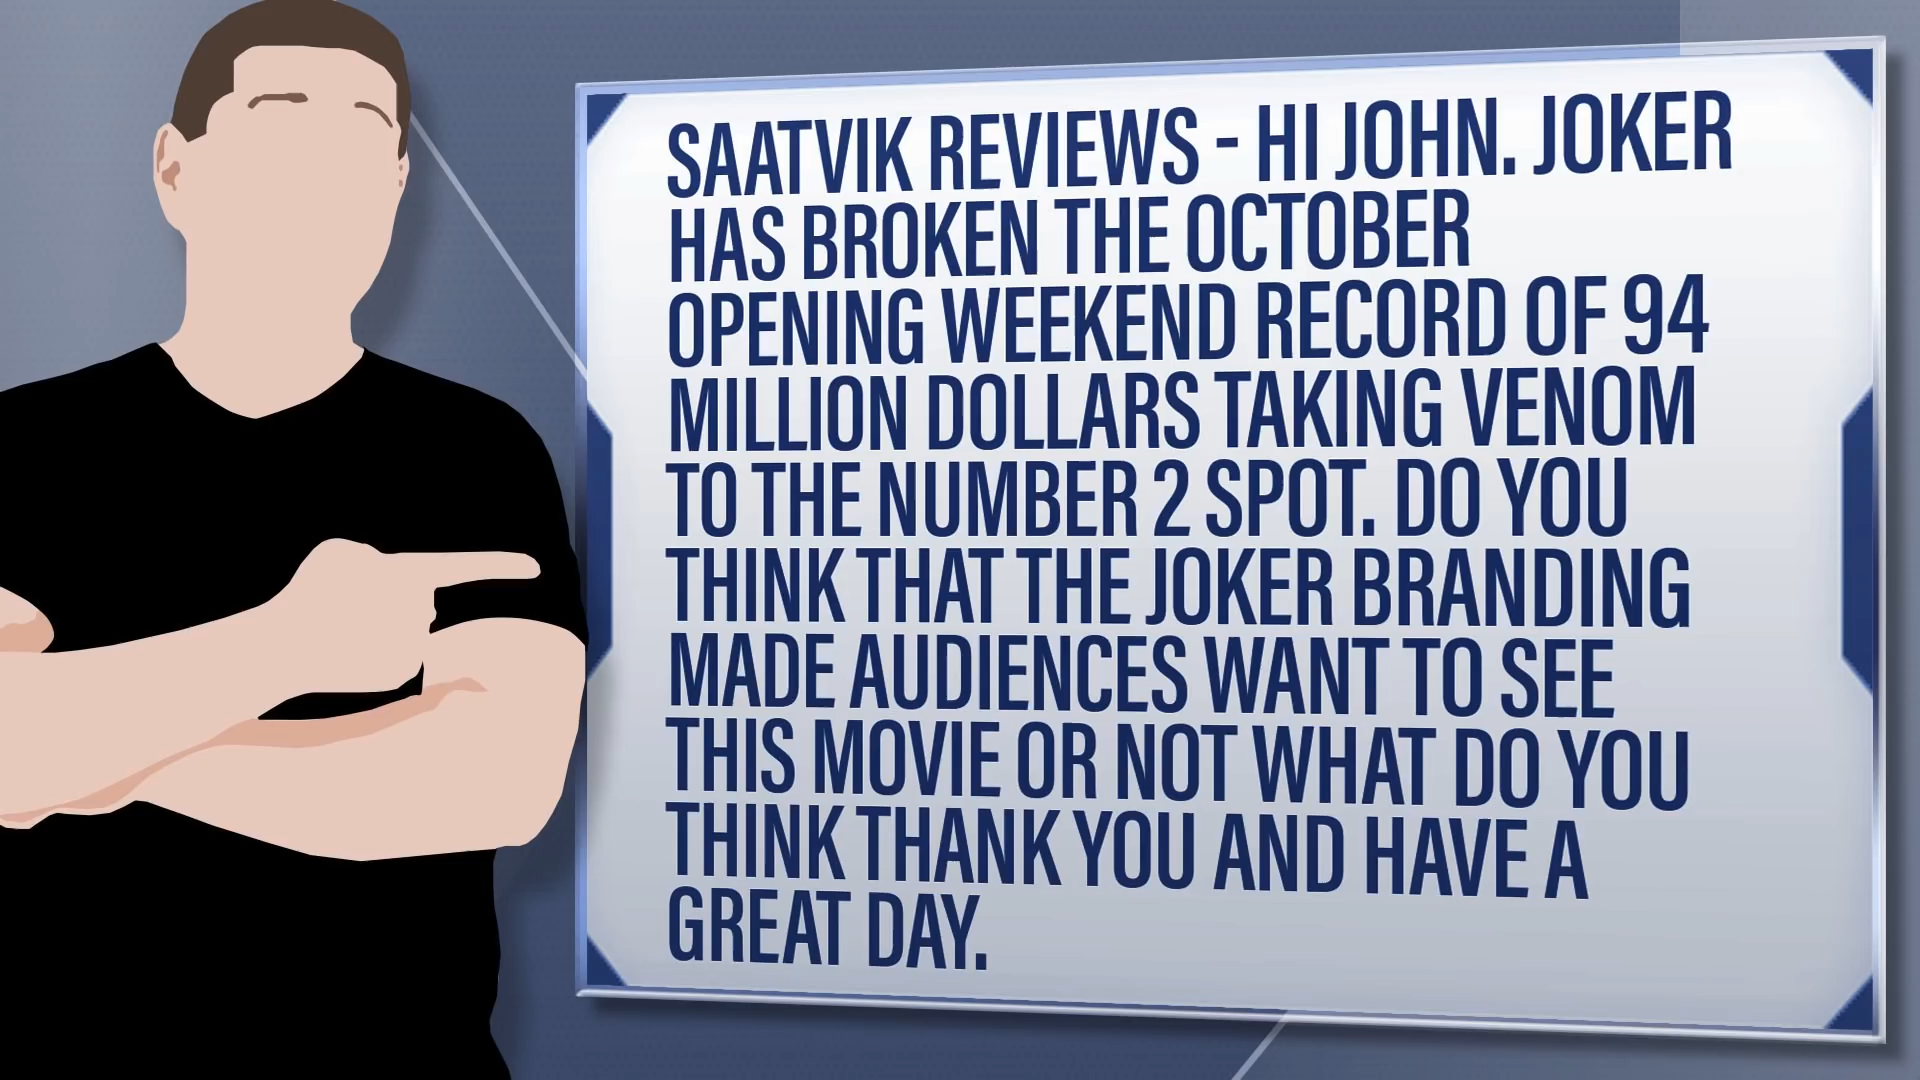 SAATVIK REVIEWS - HI JOHN. JOKER
HAS BROKEN THE OCTOBER
OPENING WEEKEND RECORD OF 94
MILLION DOLLARS TAKING VENOM
TO THE NUMBER 2 SPOT. DO YOU
THINK THAT THE JOKER BRANDING
MADE AUDIENCES WANT TO SEE
THIS MOVIE OR NOT WHAT DO YOU
THINK THANK YOU AND HAVE A
GREAT DAY.